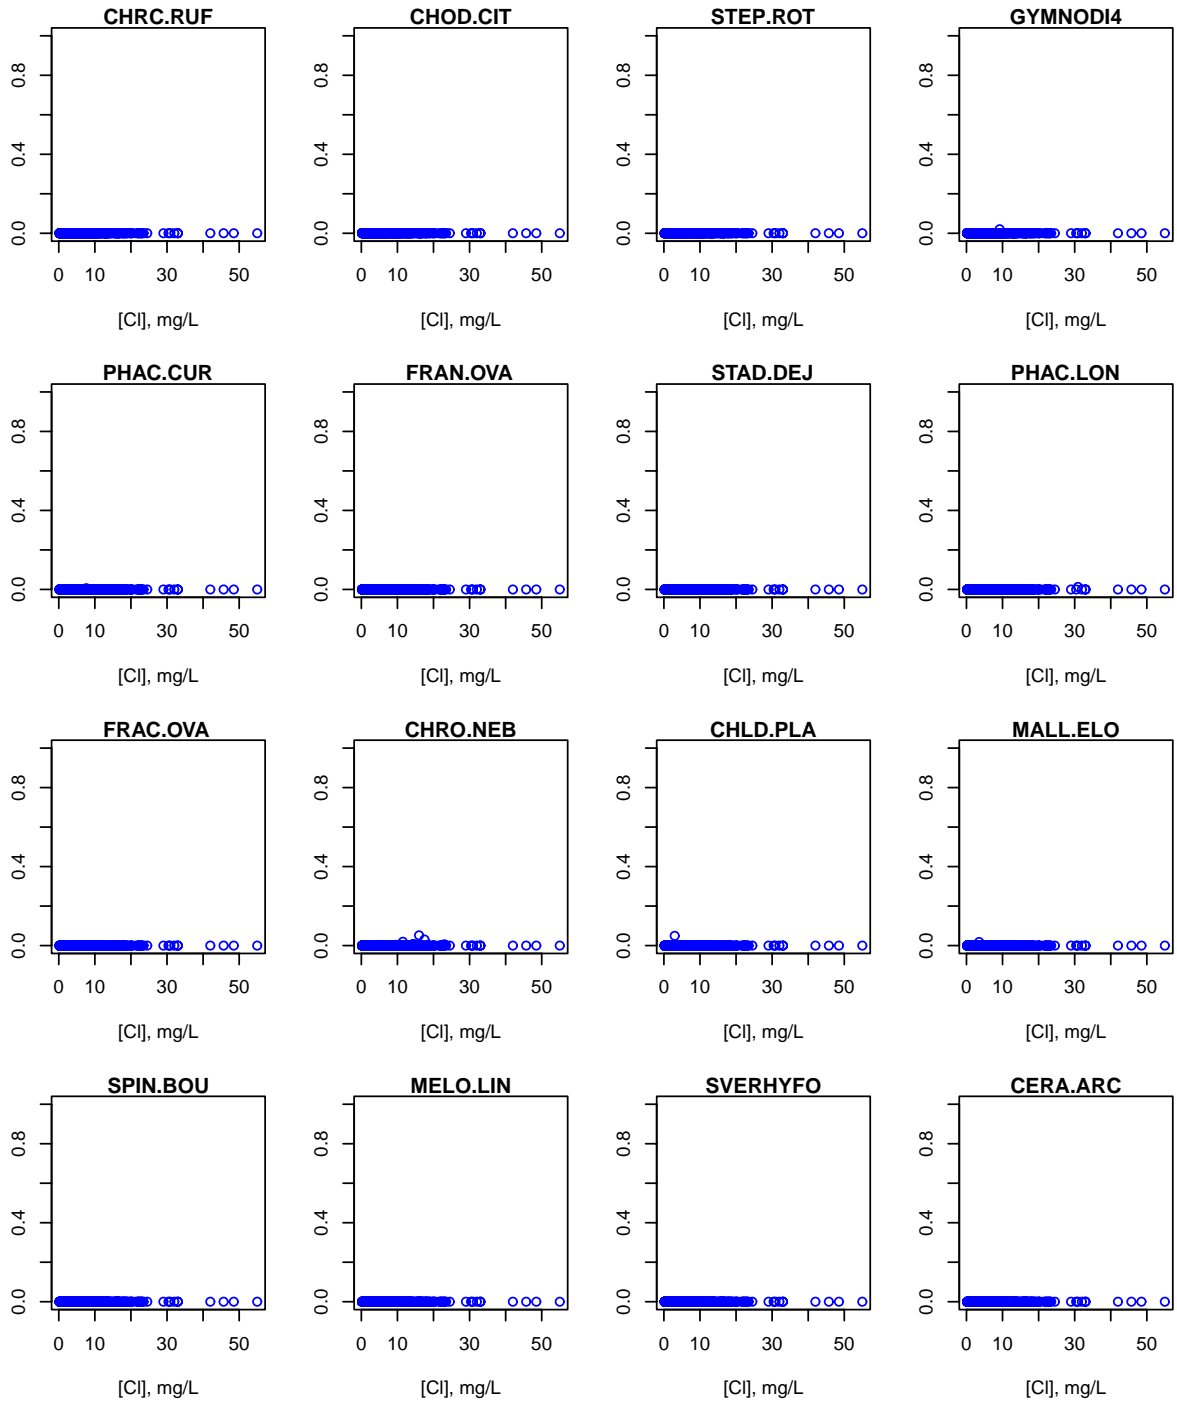 CHRC.RUF CHOD.CIT STEP.ROT GYMNODI4
0.8 0.8 0.8 0.8
0.4 0.4 0.4 0.4
0.0 0.0 0.0 0.0
0 10 30 50 0 10 30 50 0 10 30 50 0 10 30 50
[Cl], mg/L [Cl], mg/L [Cl], mg/L [Cl], mg/L
PHAC.CUR FRAN.OVA STAD.DEJ PHAC.LON
0.8 0.8 0.8 0.8
0.4 0.4 0.4 0.4
0.0 0.0 0.0 0.0
0 10 30 50 0 10 30 50 0 10 30 50 0 10 30 50
[Cl], mg/L [Cl], mg/L [Cl], mg/L [Cl], mg/L
FRAC.OVA CHRO.NEB CHLD.PLA MALL.ELO
0.8 0.8 0.8 0.8
0.4 0.4 0.4 0.4
0.0 0.0 0.0 0.0
0 10 30 50 0 10 30 50 0 10 30 50 0 10 30 50
[Cl], mg/L [Cl], mg/L [Cl], mg/L [Cl], mg/L
SPIN.BOU MELO.LIN SVERHYFO CERA.ARC
0.8 0.8 0.8 0.8
0.4 0.4 0.4 0.4
0.0 0.0 0.0 0.0
0 10 30 50 0 10 30 50 0 10 30 50 0 10 30 50
[Cl], mg/L [Cl], mg/L [Cl], mg/L [Cl], mg/L